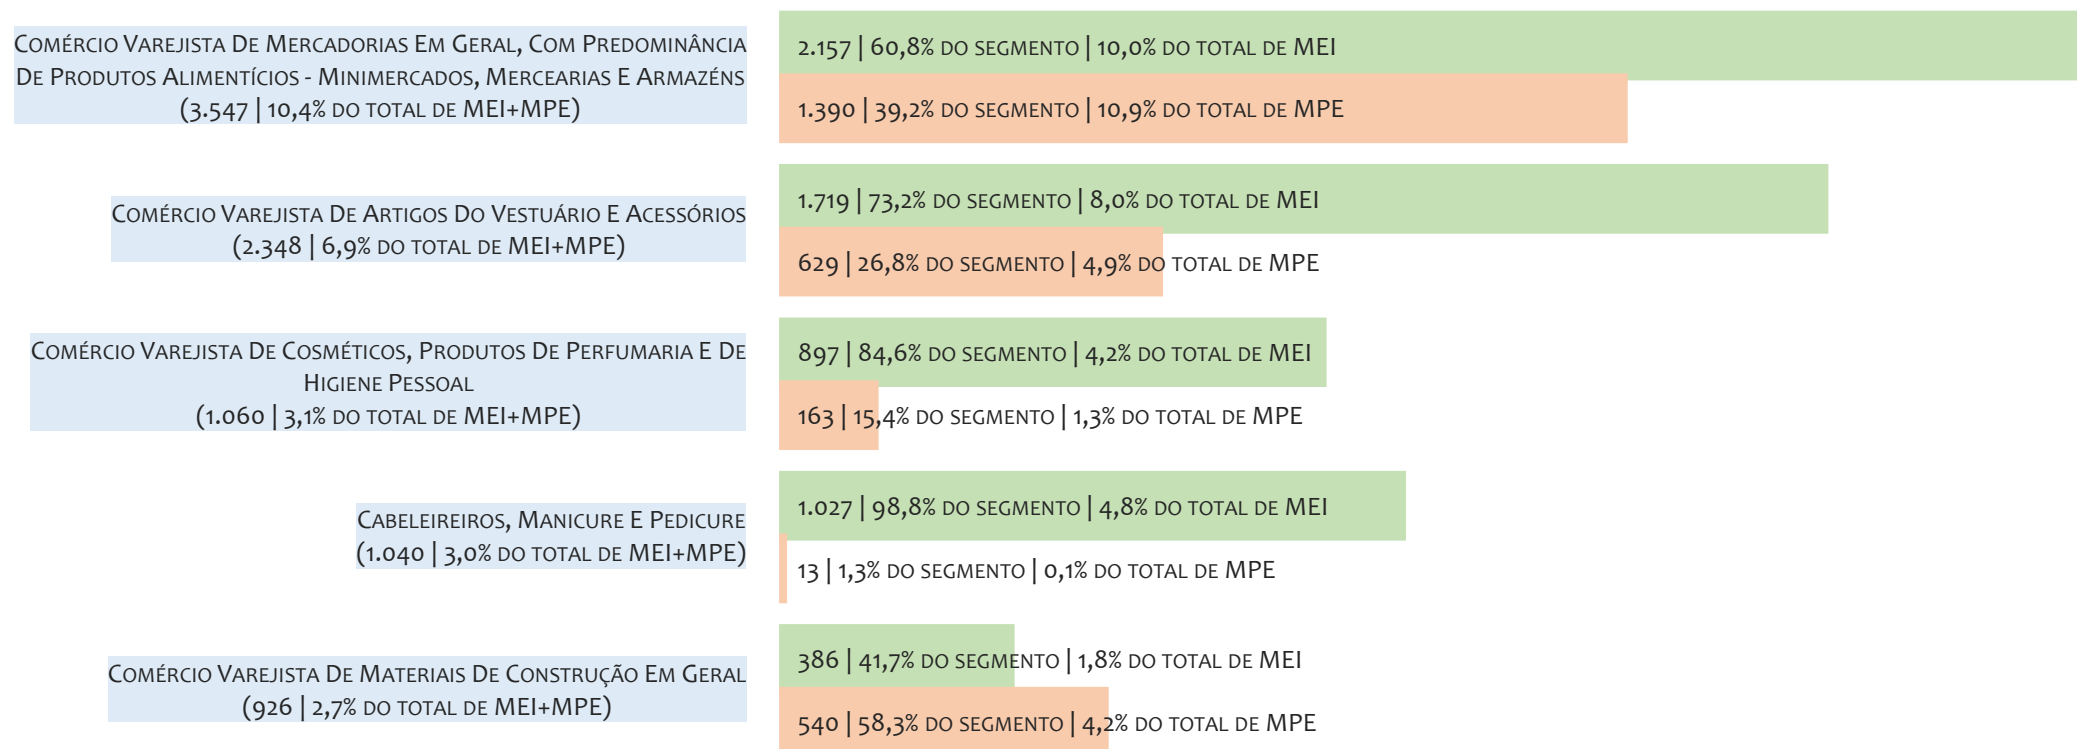 Comércio Varejista De Mercadorias Em Geral, Com Predominância
De Produtos Alimentícios - Minimercados, Mercearias E Armazéns
(3.547 | 10,4% do total de MEI+MPE)
2.157 | 60,8% do segmento | 10,0% do total de MEI
1.390 | 39,2% do segmento | 10,9% do total de MPE
Comércio Varejista De Artigos Do Vestuário E Acessórios
(2.348 | 6,9% do total de MEI+MPE)
1.719 | 73,2% do segmento | 8,0% do total de MEI
629 | 26,8% do segmento | 4,9% do total de MPE
Comércio Varejista De Cosméticos, Produtos De Perfumaria E De
Higiene Pessoal
(1.060 | 3,1% do total de MEI+MPE)
897 | 84,6% do segmento | 4,2% do total de MEI
163 | 15,4% do segmento | 1,3% do total de MPE
Cabeleireiros, Manicure E Pedicure
(1.040 | 3,0% do total de MEI+MPE)
1.027 | 98,8% do segmento | 4,8% do total de MEI
13 | 1,3% do segmento | 0,1% do total de MPE
Comércio Varejista De Materiais De Construção Em Geral
(926 | 2,7% do total de MEI+MPE)
386 | 41,7% do segmento | 1,8% do total de MEI
540 | 58,3% do segmento | 4,2% do total de MPE